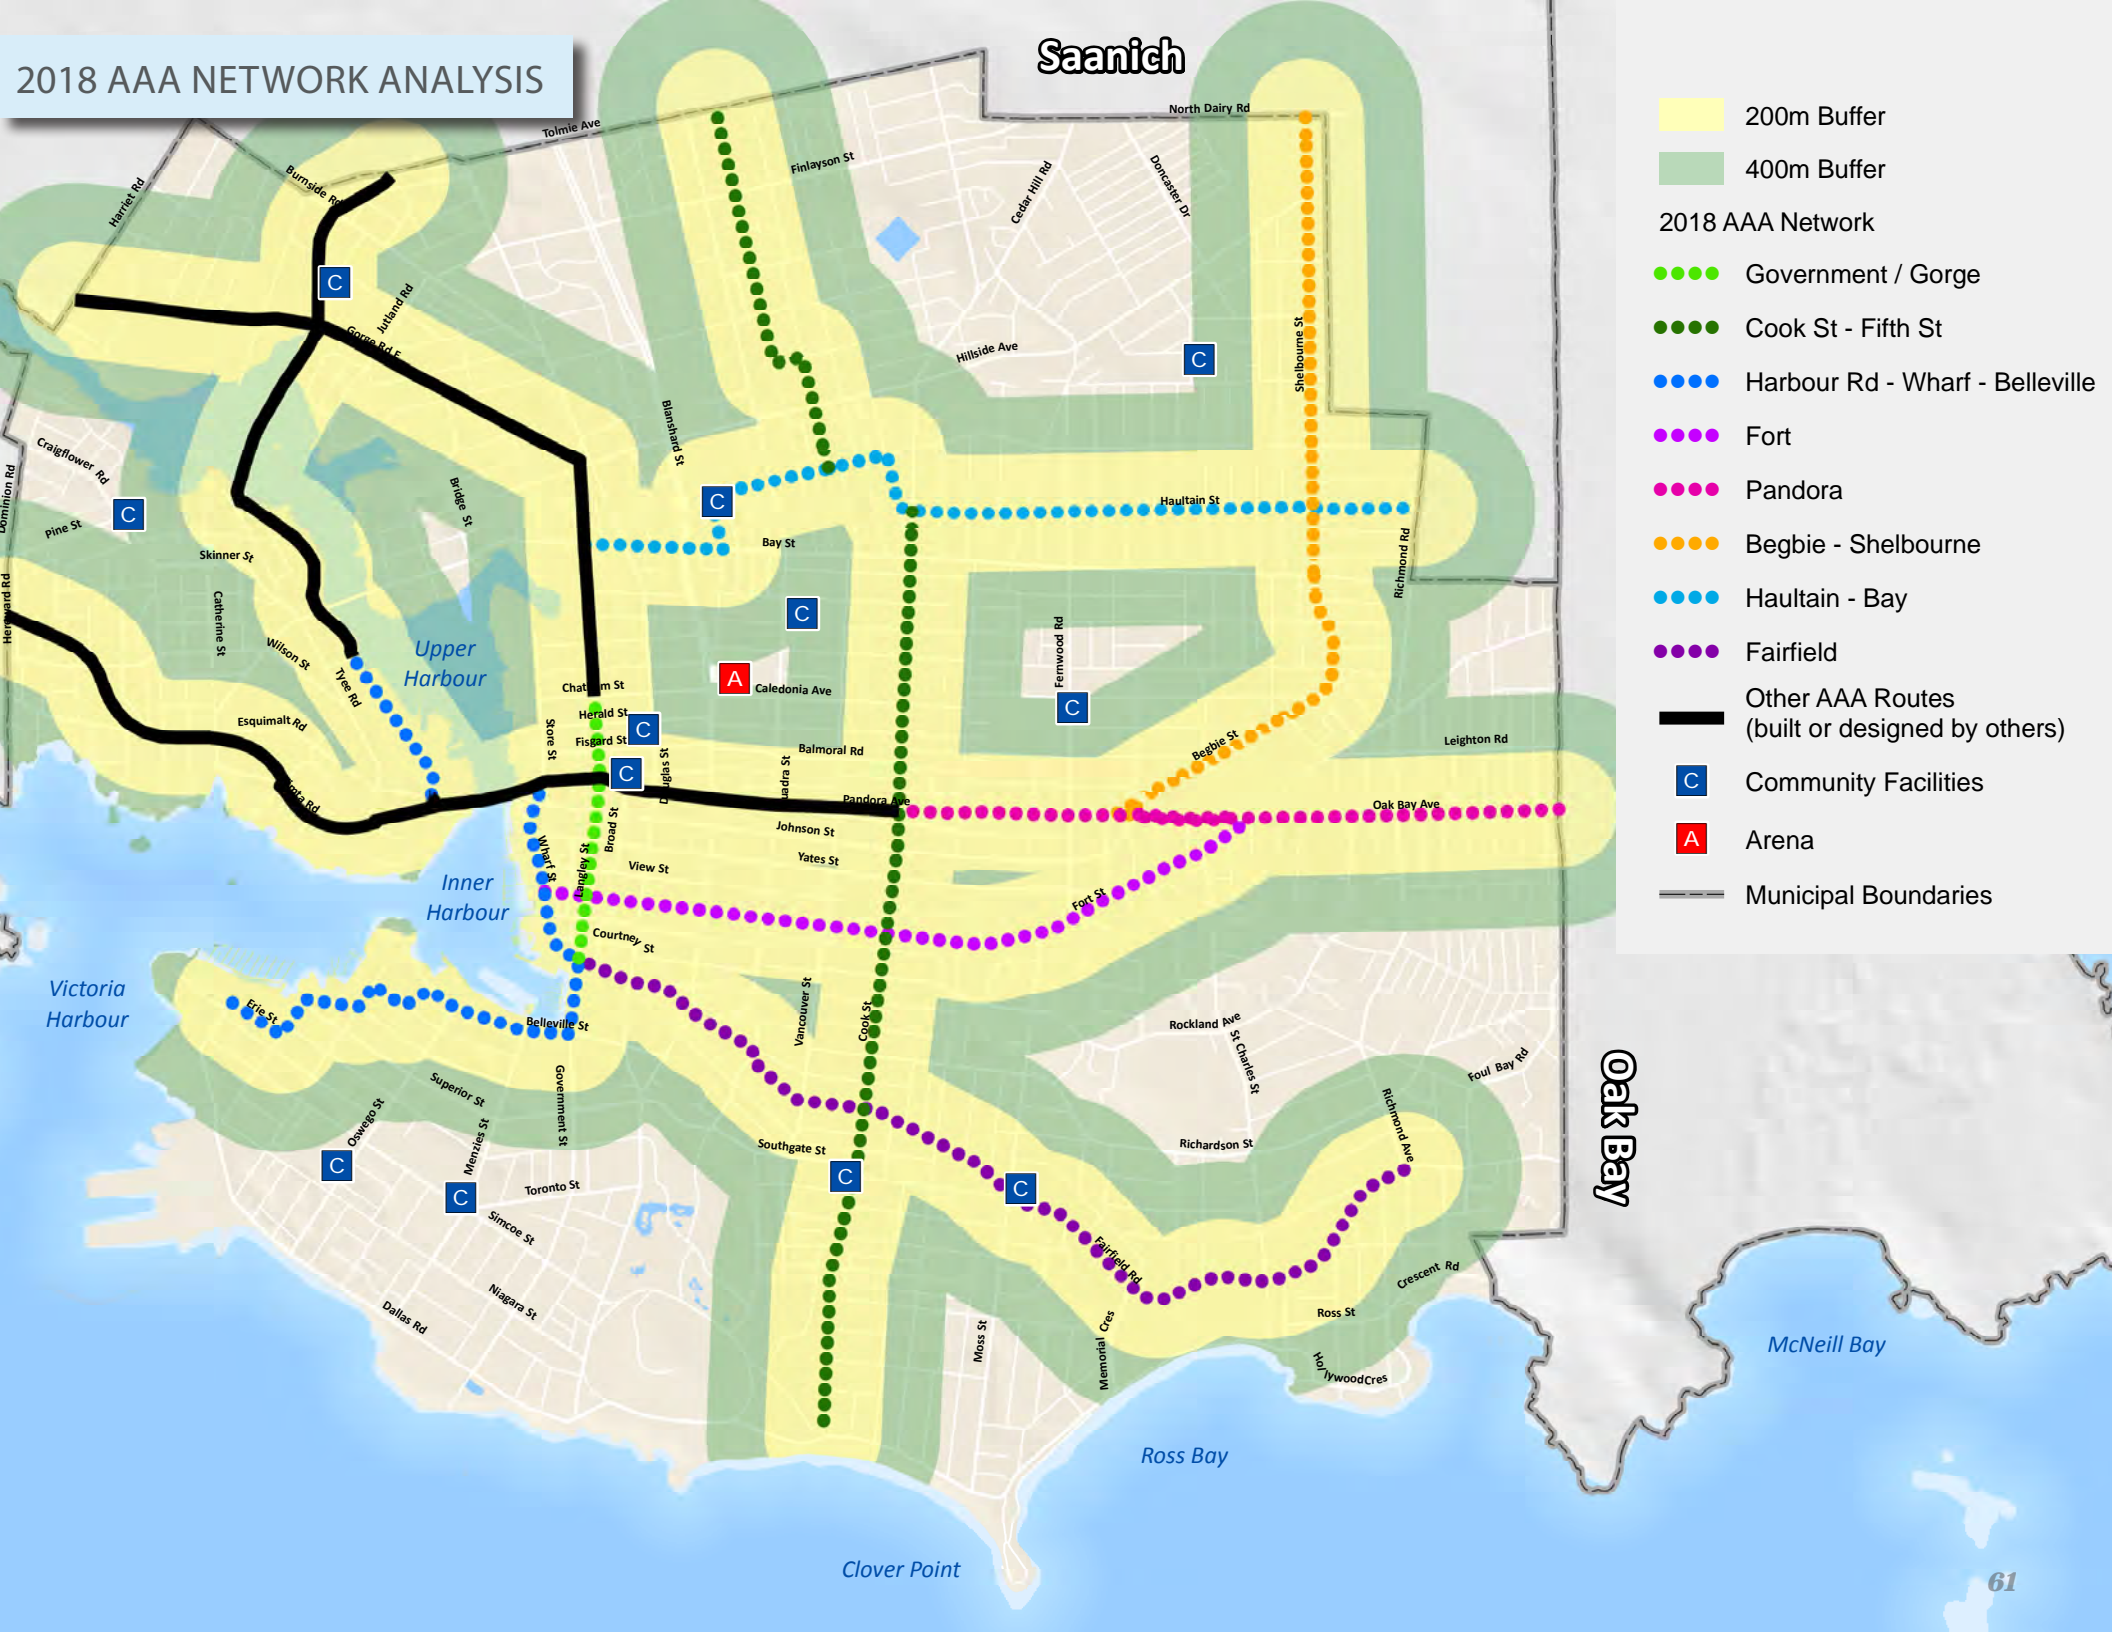 2018 AAA NETWORK ANALYSIS
Saanich
North Dairy Rd
Tolmie Ave
Finlayson St
Cedar Hill Rd
Doncaster Dr
Harriet Rd
Burnside Rd
C
Jutland Rd
Gorge Rd E
Hillside Ave
C
Shelbourne St
Blanshard St
Craigflower Rd
Dominion Rd
C
Pine St
Bridge St
C
Haultain St
Bay St
Skinner St
Richmond Rd
Hereward Rd
Catherine St
C
Fernwood Rd
Wilson St
Upper
Harbour
Tyee Rd
A
Caledonia Ave
C
Herald St
Esquimalt Rd
Store St
Fisgard St
C
Douglas St
Balmoral Rd
Begbie St
Leighton Rd
C
Pandora Ave
Oak Bay Ave
Johnson St
Broad St
Yates St
Wharf St
Langley St
View St
Inner
Harbour
Fort St
Courtney St
Victoria
Harbour
Erie St
Belleville St
Vancouver St
Cook St
Rockland Ave
St Charles St
Foul Bay Rd
Superior St
Oswego St
Government St
Menzies St
Southgate St
Richardson St
Richmond Ave
Oak Bay
C
C
C
C
Toronto St
Simcoe St
Fairfield Rd
Crescent Rd
Niagara St
Dallas Rd
Ross St
Moss St
Memorial Cres
HollywoodCres
McNeill Bay
Ross Bay
Clover Point
200m Buffer
400m Buffer
2018 AAA Network
Government / Gorge
Cook St - Fifth St
Harbour Rd - Wharf - Belleville
Fort
Pandora
Begbie - Shelbourne
Haultain - Bay
Fairfield
Other AAA Routes
(built or designed by others)
C Community Facilities
A Arena
Municipal Boundaries
61